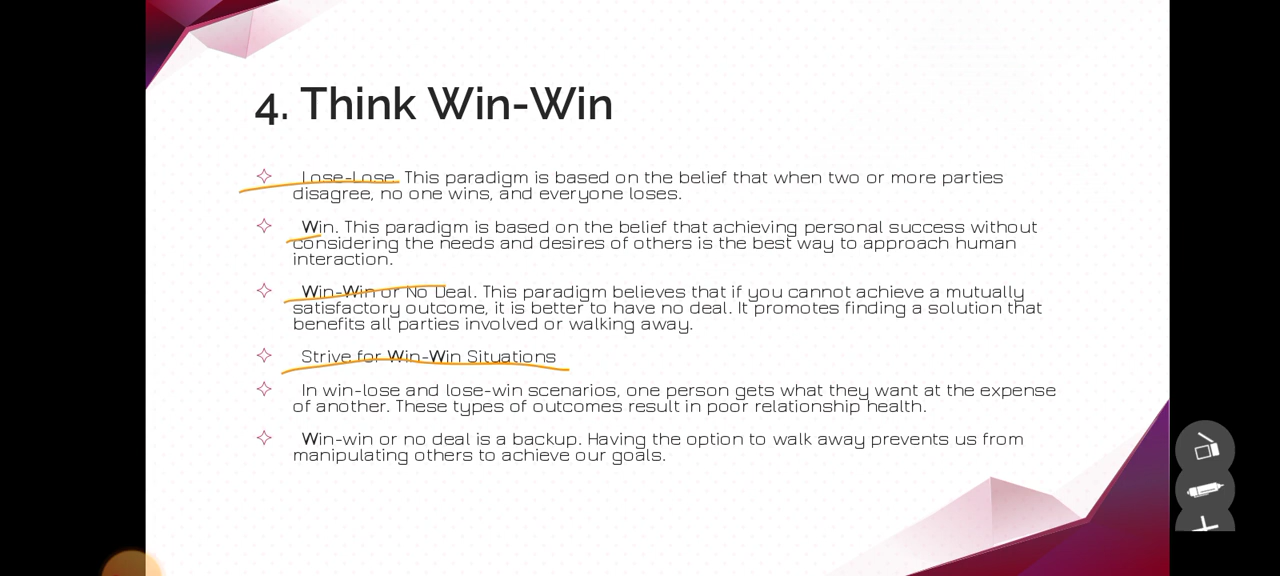 4. Think Win-Win
Lose-Lose. This paradigm is based on the belief that when two or more parties
disagree, no one wins, and everyone loses.
Win. This paradigm is based on the belief that achieving personal success without
considering the needs and desires of others is the best way to approach human
interaction.
Win-Win or No Deal. This paradigm believes that if you cannot achieve a mutually
satisfactory outcome, it is better to have no deal. It promotes finding a solution that
benefits all parties involved or walking away.
Strive for Win-Win Situations
In win-lose and lose-win scenarios, one person gets what they want at the expense
of another. These types of outcomes result in poor relationship health.
Win-win or no deal is a backup. Having the option to walk away prevents us from
manipulating others to achieve our goals.